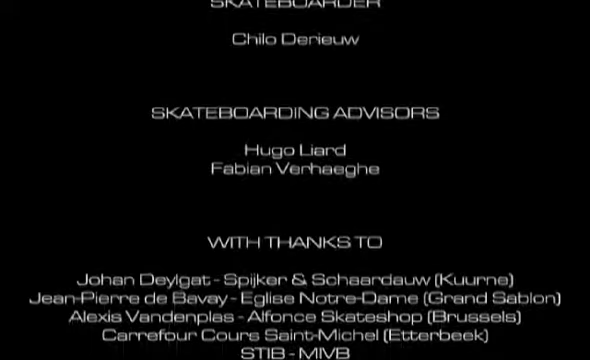 SKATEBOARDER
Chilo Derieuw
SKATEBOARDING ADVISORS
Hugo Liard
Fabian Verhaeghe
WITH THANKS TO
Johan Deylgat - Spijker & Schaardauw (Kuurne)
Jean-Pierre de Bavay - Eglise Notre-Dame (Grand Sablon)
Alexis Vandenplas - Alfonce Skateshop (Brussels)
Carrefour Cours Saint-Michel (Etterbeek)
STIB - MIVB